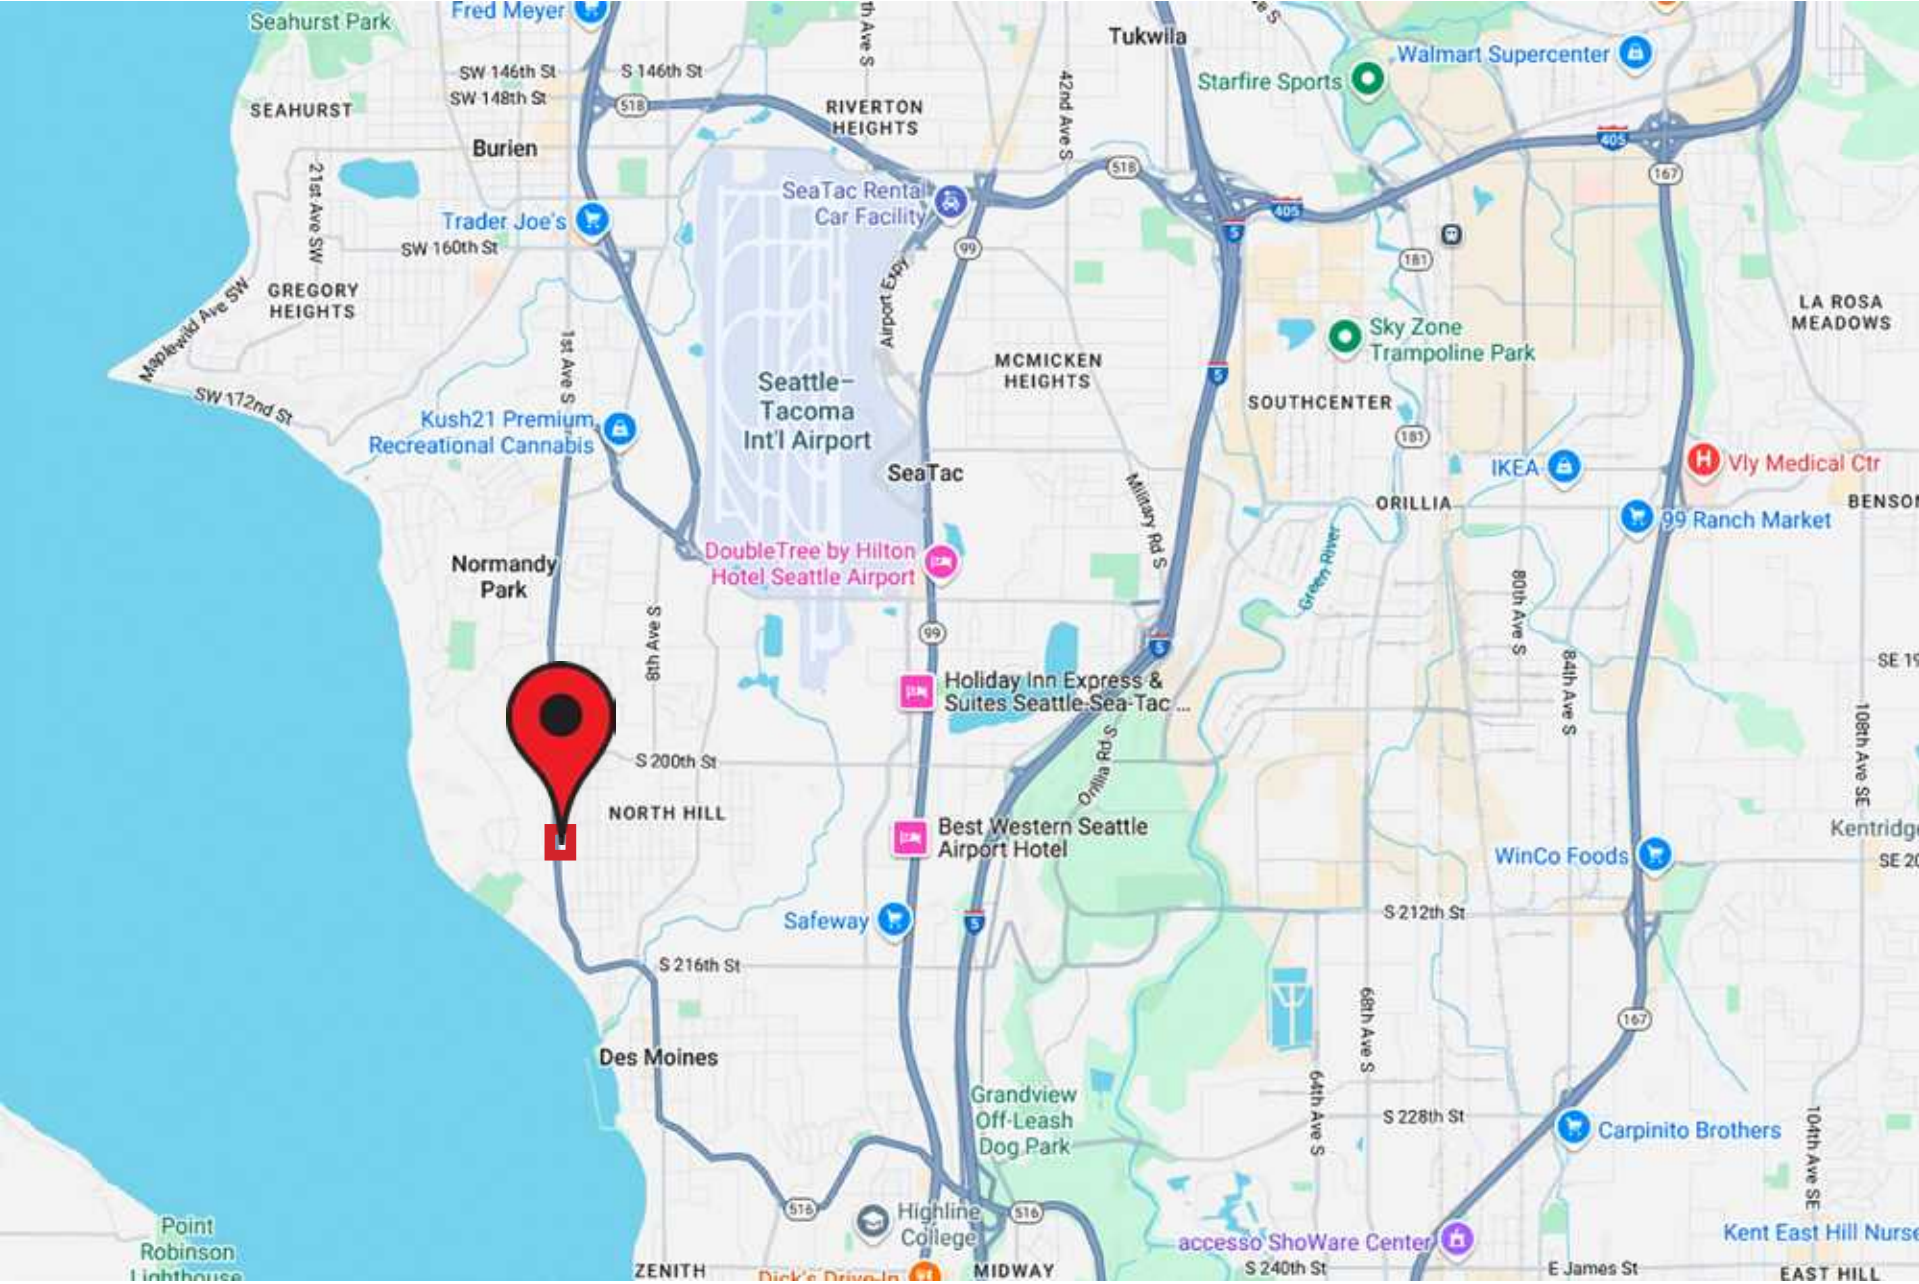 Seahurst Park
Fred Meyer
th Ave S
Tukwila
e S
Walmart Supercenter
Starfire Sports
SW 146th St
S 146th St
SW 148th St
518
SEAHURST
RIVERTON
HEIGHTS
42nd Ave S
405
Burien
518
167
21st Ave SW
SeaTac Rental
Car Facility
405
Trader Joe's
5
SW 160th St
99
181
GREGORY
HEIGHTS
Maplewild Ave SW
Airport Expy
LA ROSA
MEADOWS
Sky Zone
Trampoline Park
1st Ave S
MCMICKEN
HEIGHTS
5
Seattle–
Tacoma
Int'l Airport
SW 172nd St
SOUTHCENTER
Kush21 Premium
Recreational Cannabis
181
SeaTac
IKEA
Vly Medical Ctr
Military Rd S
ORILLIA
BENSON
99 Ranch Market
DoubleTree by Hilton
Hotel Seattle Airport
Normandy
Park
Green River
80th Ave S
8th Ave S
99
5
84th Ave S
SE 19
Holiday Inn Express &
Suites Seattle-Sea-Tac ...
108th Ave SE
S 200th St
Orillia Rd S
NORTH HILL
Best Western Seattle
Airport Hotel
Kentridge
WinCo Foods
SE 20
Safeway
5
S 212th St
S 216th St
68th Ave S
167
Des Moines
64th Ave S
Grandview
Off-Leash
Dog Park
S 228th St
Carpinito Brothers
104th Ave SE
516
Highline
College
516
Point
Robinson
Lighthouse
accesso ShoWare Center
Kent East Hill Nurse
ZENITH
Dick's Drive-In
MIDWAY
S 240th St
E James St
EAST HILL